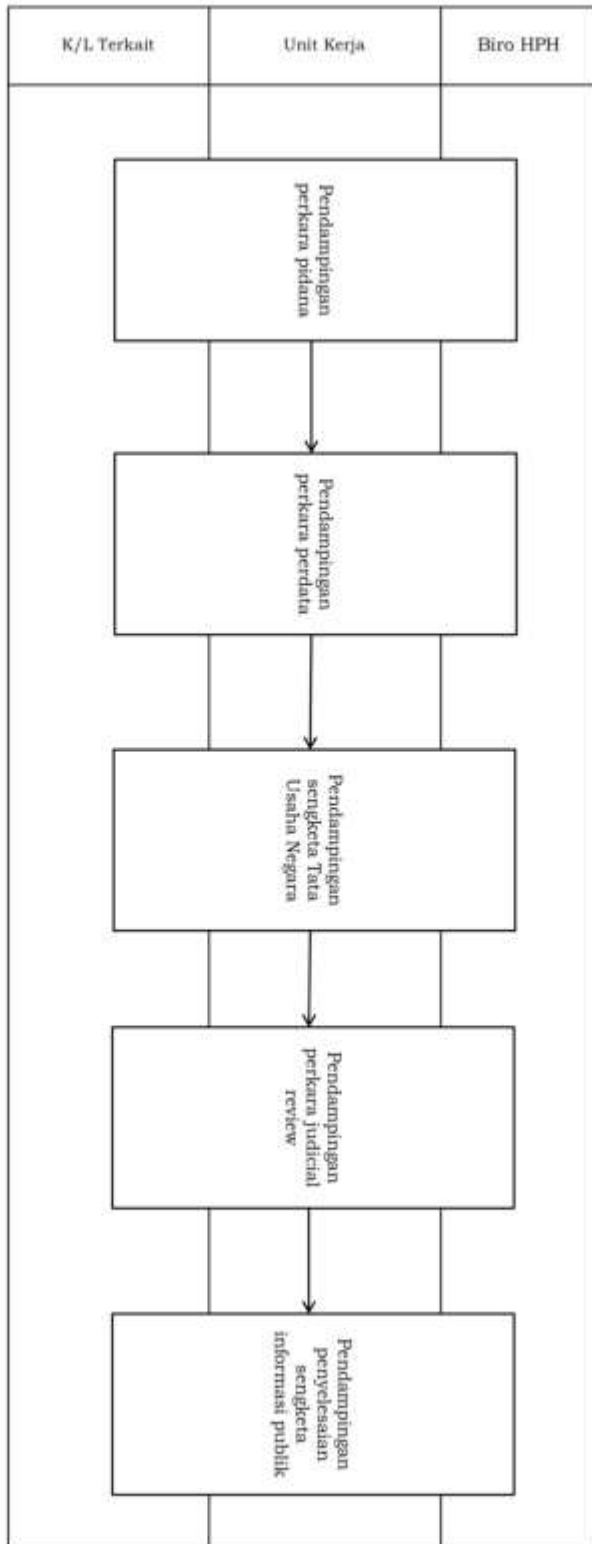 K/L Terkait
Unit Kerja
Biro HPH
Pendampingan
perkara pidana
Pendampingan
perkara perdata
Pendampingan
sengketa Tata
Usaha Negara
Pendampingan
perkara judicial
review
Pendampingan
penyelesaian
sengketa
informasi publik